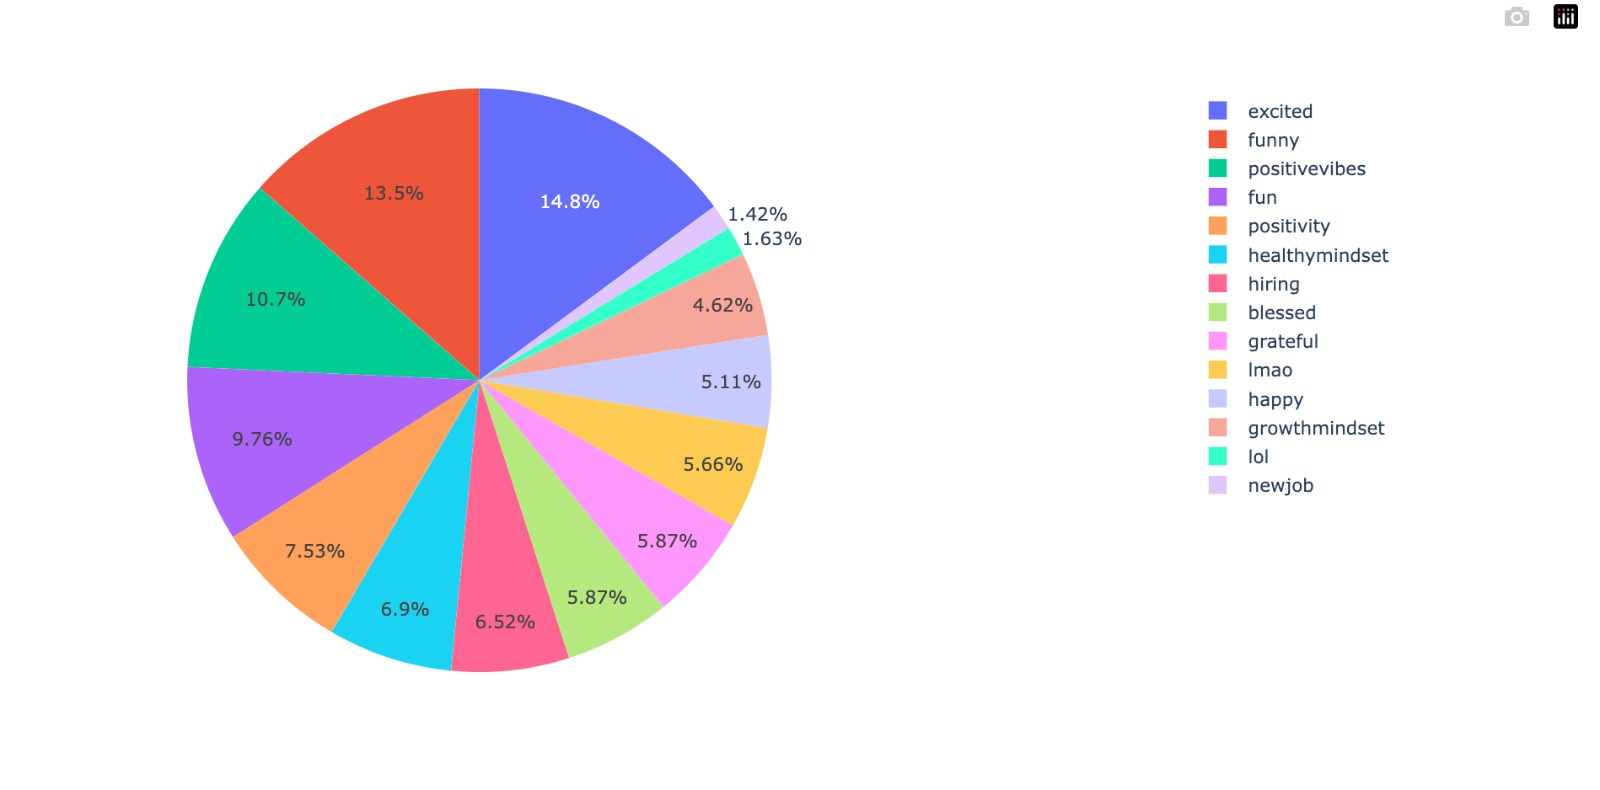 14.8%
13.5%
10.7%
9.76%
7.53%
6.9%
6.52%
5.87%
5.87%
5.66%
5.11%
4.62%
1.63%
1.42%
excited
funny
positivevibes
fun
positivity
healthymindset
hiring
blessed
grateful
lmao
happy
growthmindset
lol
newjob